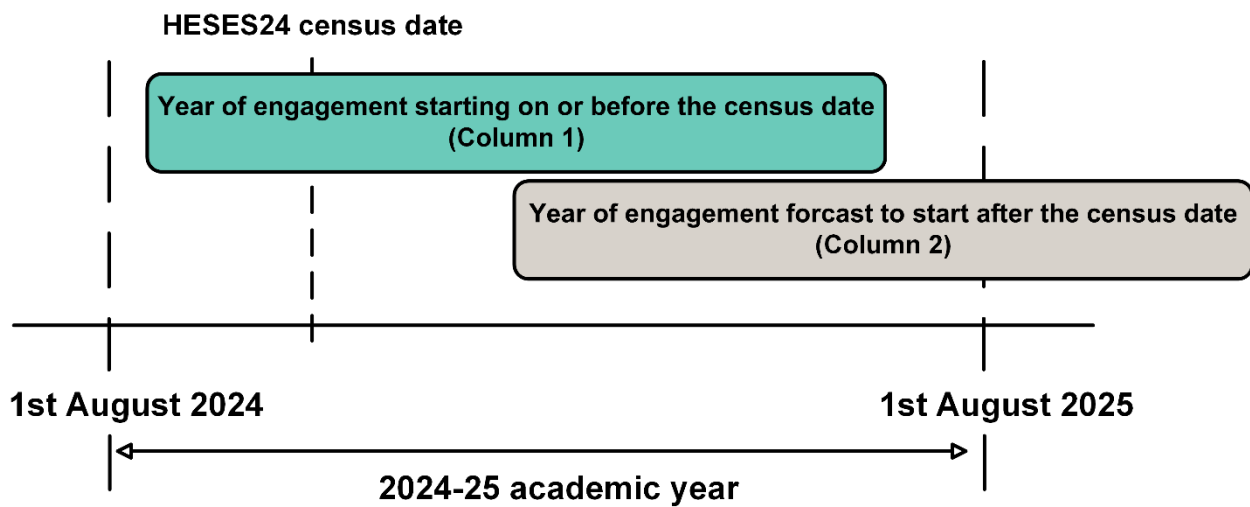 HESES24 census date
Year of engagement starting on or before the census date
(Column 1)
Year of engagement forcast to start after the census date
(Column 2)
1st August 2024
1st August 2025
2024-25 academic year